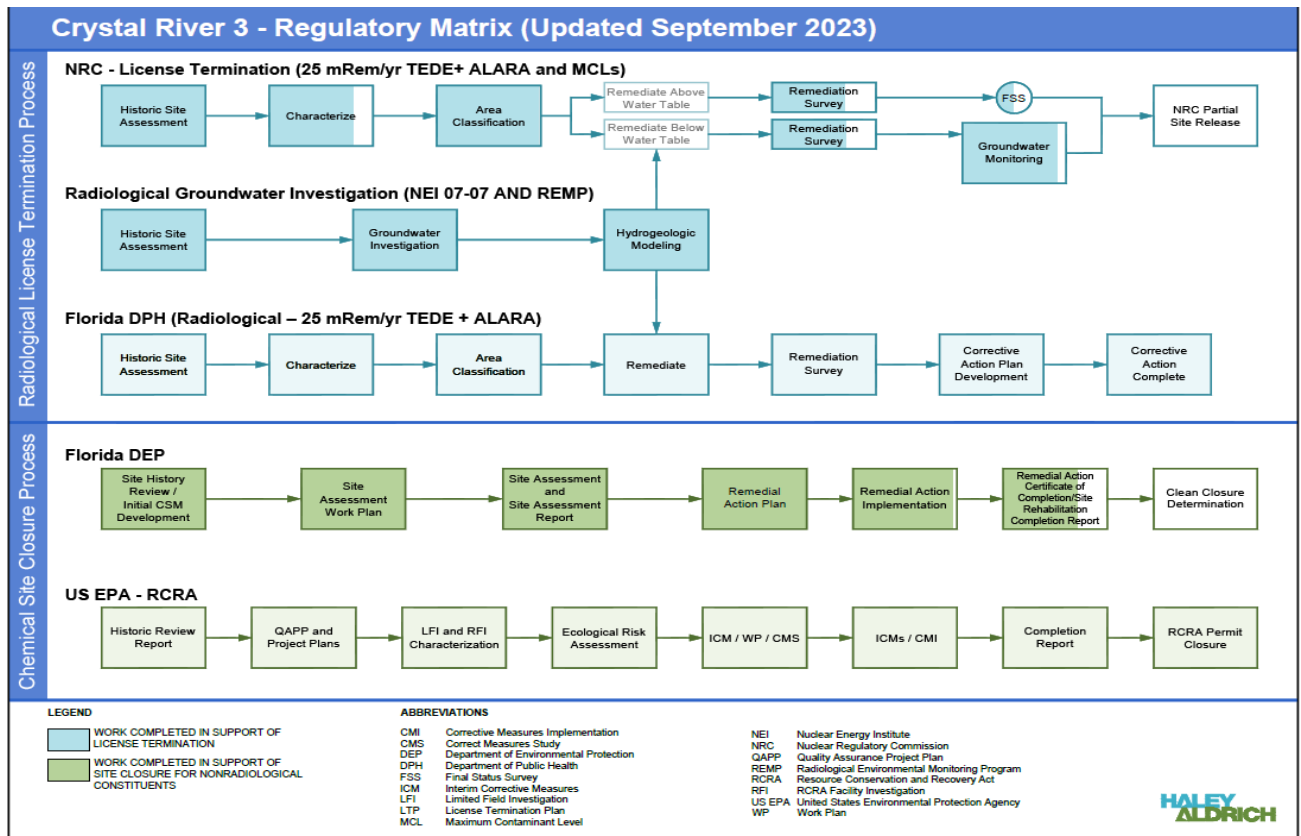 Crystal River 3 - Regulatory Matrix (Updated September 2023)
Radiological License Termination Process
NRC - License Termination (25 mRem/yr TEDE+ ALARA and MCLs)
Historic Site
Assessment
Characterize
Area
Classification
Remediate Above
Water Table
Remediate Below
Water Table
Remediation
Survey
Remediation
Survey
FSS
Groundwater
Monitoring
NRC Partial
Site Release
Radiological Groundwater Investigation (NEI 07-07 AND REMP)
Historic Site
Assessment
Groundwater
Investigation
Hydrogeologic
Modeling
Florida DPH (Radiological – 25 mRem/yr TEDE + ALARA)
Historic Site
Assessment
Characterize
Area
Classification
Remediate
Remediation
Survey
Corrective
Action Plan
Development
Corrective
Action
Complete
Chemical Site Closure Process
Florida DEP
Site History
Review /
Initial CSM
Development
Site
Assessment
Work Plan
Site Assessment
and
Site Assessment
Report
Remedial
Action Plan
Remedial Action
Implementation
Remedial Action
Certificate of
Completion/Site
Rehabilitation
Completion Report
Clean Closure
Determination
US EPA - RCRA
Historic Review
Report
QAPP and
Project Plans
LFI and RFI
Characterization
Ecological Risk
Assessment
ICM / WP / CMS
ICMs / CMI
Completion
Report
RCRA Permit
Closure
LEGEND
WORK COMPLETED IN SUPPORT OF
LICENSE TERMINATION
WORK COMPLETED IN SUPPORT OF
SITE CLOSURE FOR NONRADIOLOGICAL
CONSTITUENTS
ABBREVIATIONS
CMI Corrective Measures Implementation
CMS Correct Measures Study
DEP Department of Environmental Protection
DPH Department of Public Health
FSS Final Status Survey
ICM Interim Corrective Measures
LFI Limited Field Investigation
LTP License Termination Plan
MCL Maximum Contaminant Level
NEI Nuclear Energy Institute
NRC Nuclear Regulatory Commission
QAPP Quality Assurance Project Plan
REMP Radiological Environmental Monitoring Program
RCRA Resource Conservation and Recovery Act
RFI RCRA Facility Investigation
US EPA United States Environmental Protection Agency
WP Work Plan
HALEY
ALDRICH